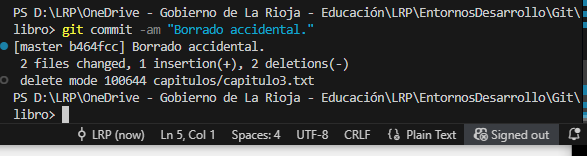 PS D:\LRP\OneDrive - Gobierno de La Rioja - Educación\LRP\EntornosDesarrollo\Git\
libro> git commit -am "Borrado accidental."
[master b464fcc] Borrado accidental.
2 files changed, 1 insertion(+), 2 deletions(-)
delete mode 100644 capitulos/capitulo3.txt
PS D:\LRP\OneDrive - Gobierno de La Rioja - Educación\LRP\EntornosDesarrollo\Git\
libro>
LRP (now) Ln 5, Col 1 Spaces: 4 UTF-8 CRLF {} Plain Text Signed out